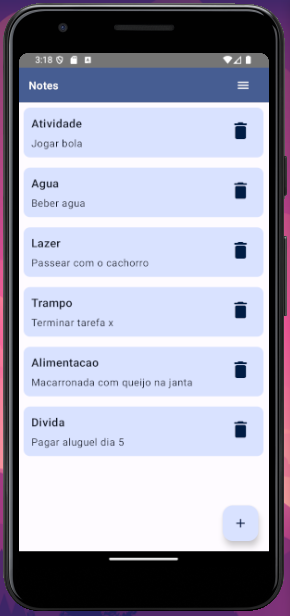 3:18
Notes
Atividade
Jogar bola
Agua
Beber agua
Lazer
Passear com o cachorro
Trampo
Terminar tarefa x
Alimentacao
Macarronada com queijo na janta
Divida
Pagar aluguel dia 5
+